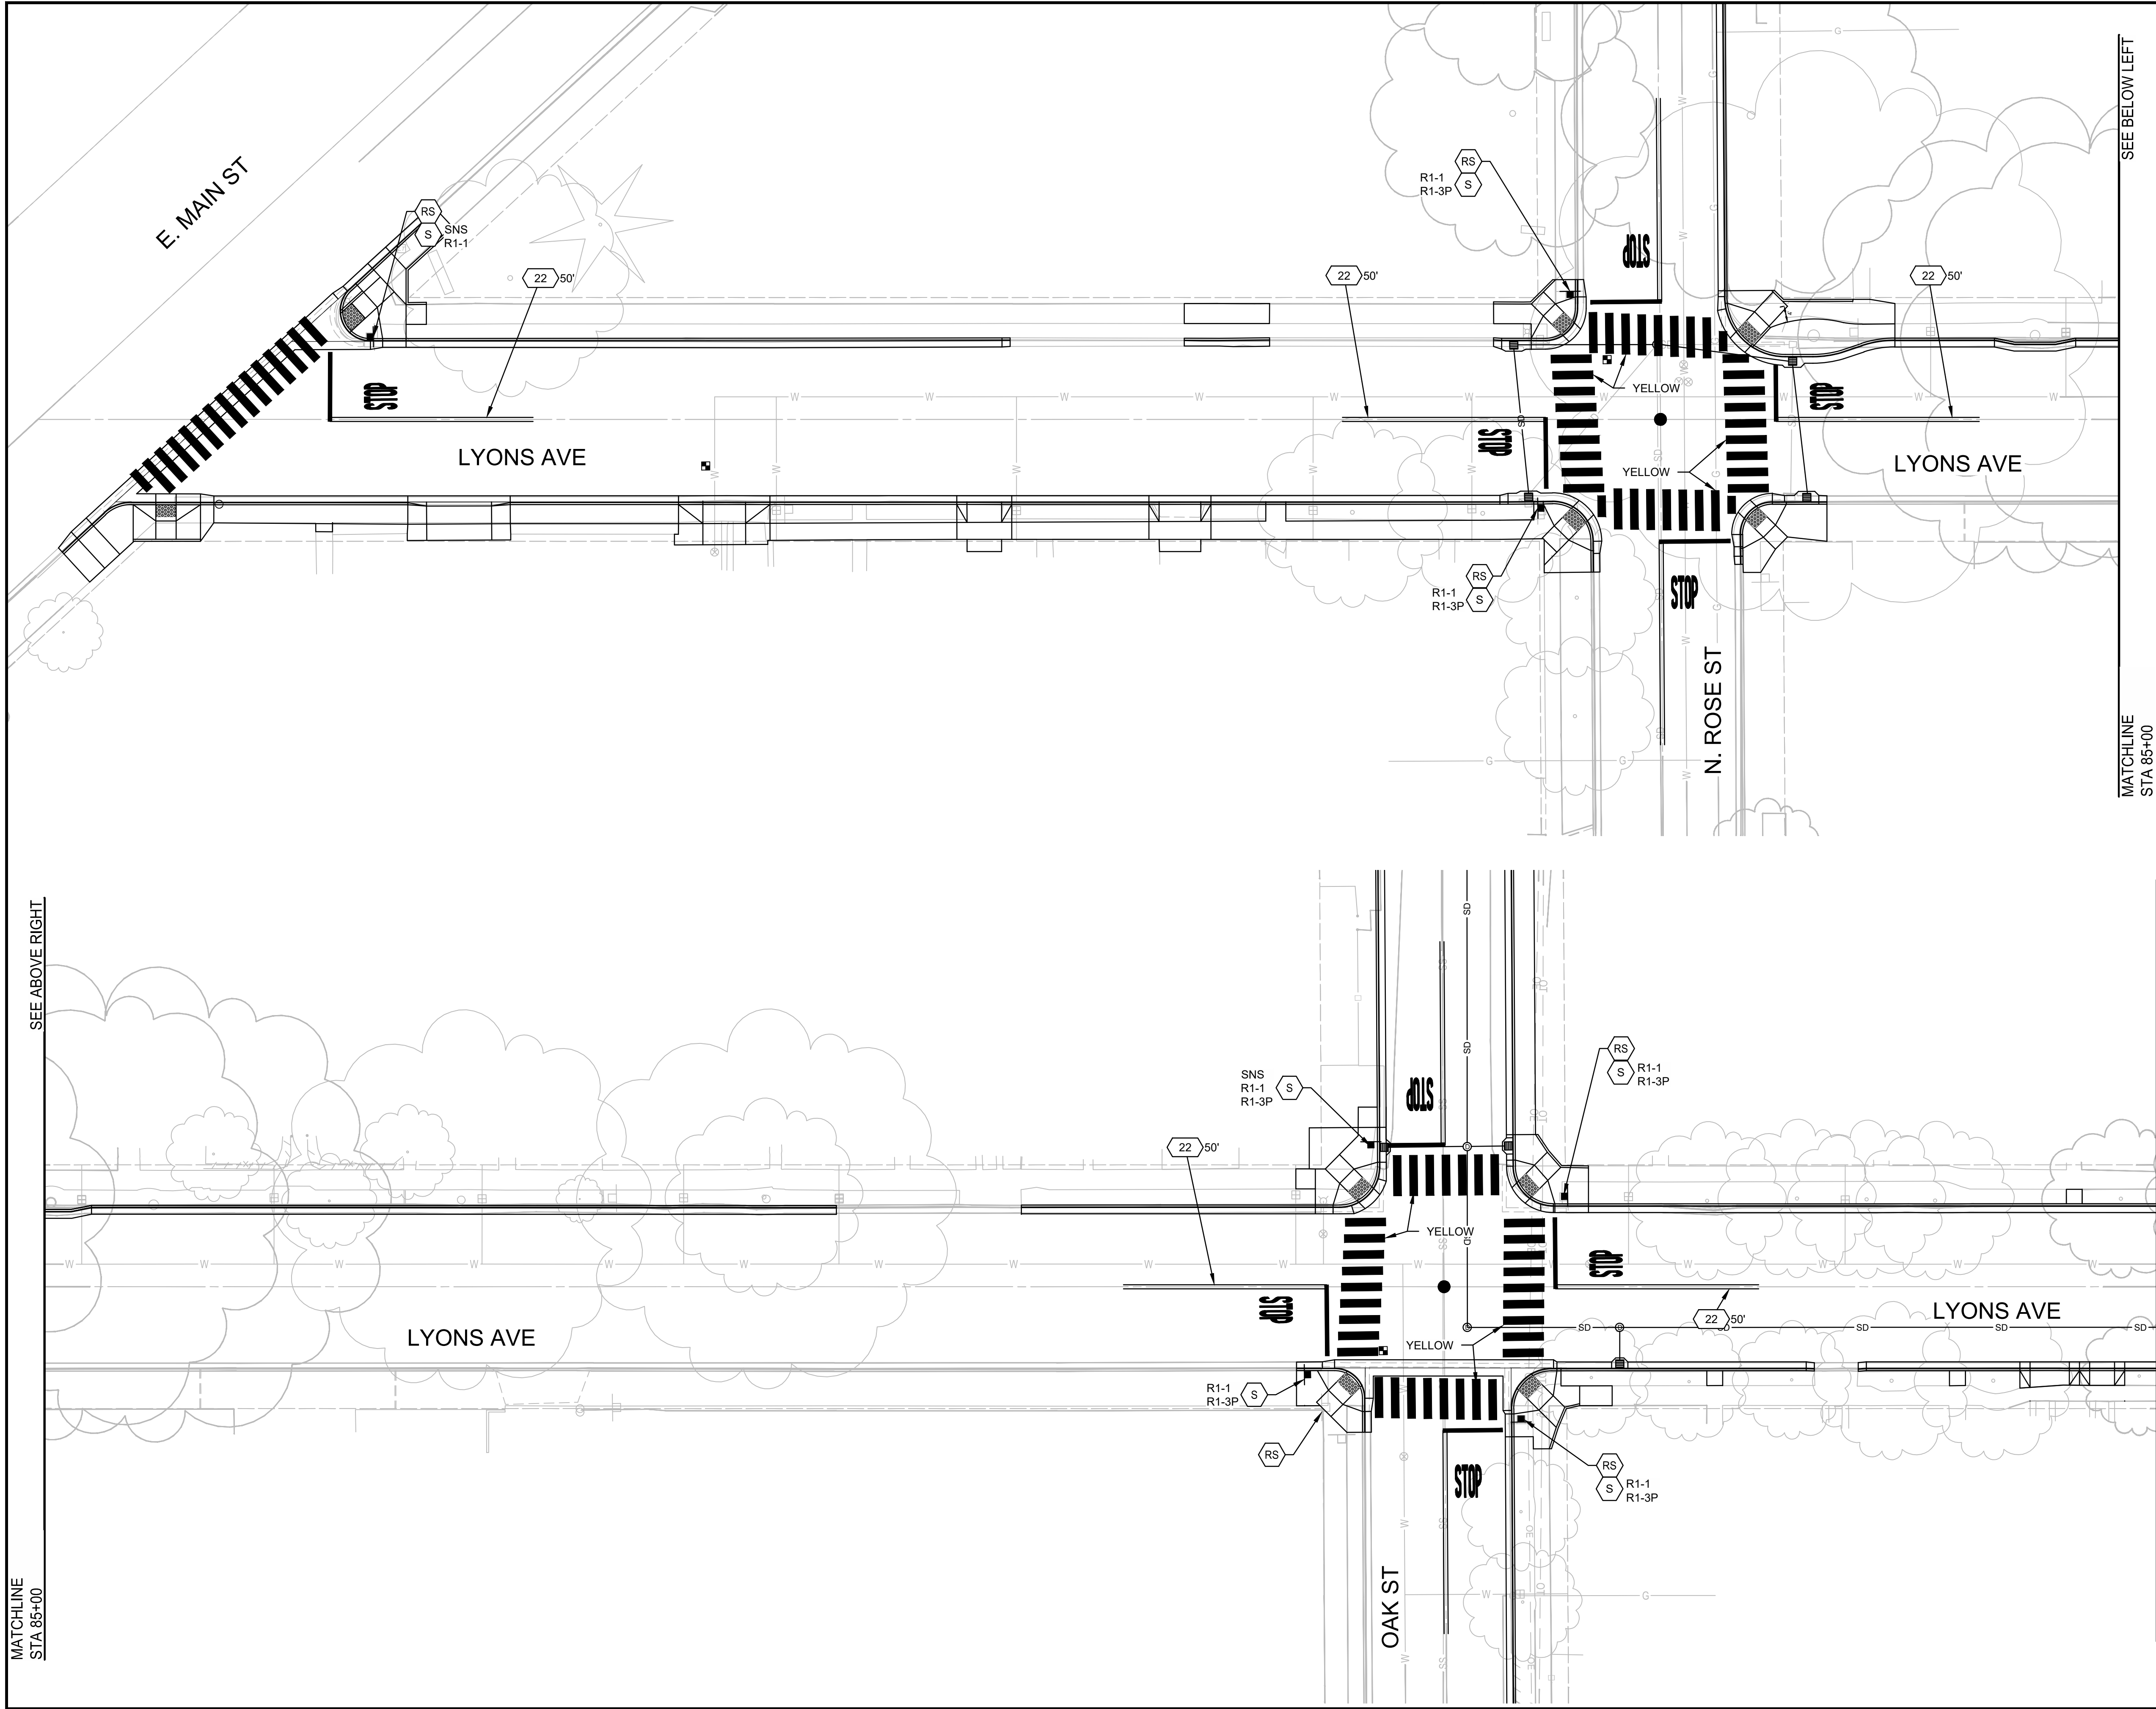 SEE BELOW LEFT
E. MAIN ST
RS
S
SNS
R1-1
22 50'
RS
R1-1
S
R1-3P
22 50'
22 50'
STOP
STOP
STOP
STOP
STOP
YELLOW
YELLOW
LYONS AVE
LYONS AVE
RS
R1-1
S
R1-3P
N. ROSE ST
MATCHLINE
STA 85+00
SEE ABOVE RIGHT
SNS
R1-1
S
R1-3P
RS
S
R1-1
R1-3P
22 50'
STOP
STOP
STOP
STOP
YELLOW
YELLOW
22 50'
LYONS AVE
LYONS AVE
R1-1
S
R1-3P
RS
RS
S
R1-1
R1-3P
OAK ST
MATCHLINE
STA 85+00